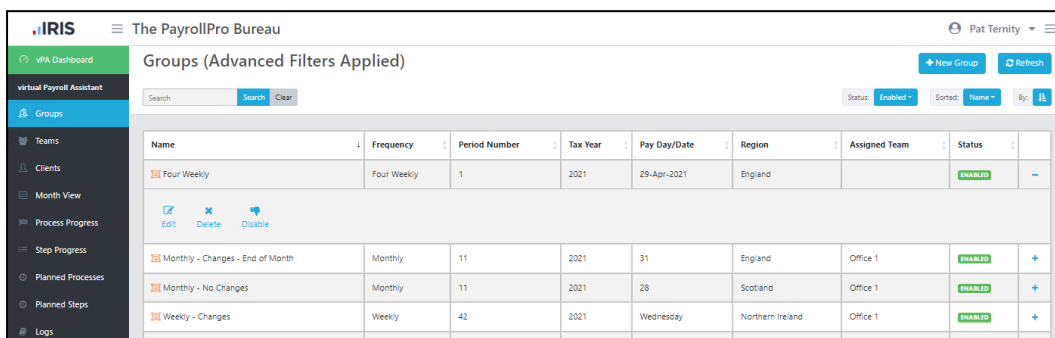 IRIS The PayrollPro Bureau Pat Ternity
vPA Dashboard
virtual Payroll Assistant
Groups
Teams
Clients
Month View
Process Progress
Step Progress
Planned Processes
Planned Steps
Logs
Groups (Advanced Filters Applied) New Group Refresh
Search Search Clear Status: Enabled Sorted: Name By:
Name Frequency Period Number Tax Year Pay Day/Date Region Assigned Team Status
Four Weekly Four Weekly 1 2021 29-Apr-2021 England ENABLED
Edit Delete Disable
Monthly - Changes - End of Month Monthly 11 2021 31 England Office 1 ENABLED
Monthly - No Changes Monthly 11 2021 28 Scotland Office 1 ENABLED
Weekly - Changes Weekly 42 2021 Wednesday Northern Ireland Office 1 ENABLED